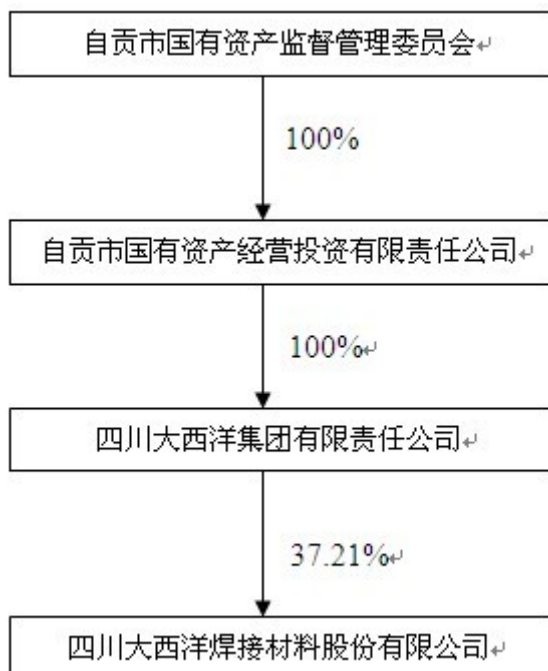 自贡市国有资产监督管理委员会
100%
自贡市国有资产经营投资有限责任公司
100%
四川大西洋集团有限责任公司
37.21%
四川大西洋焊接材料股份有限公司